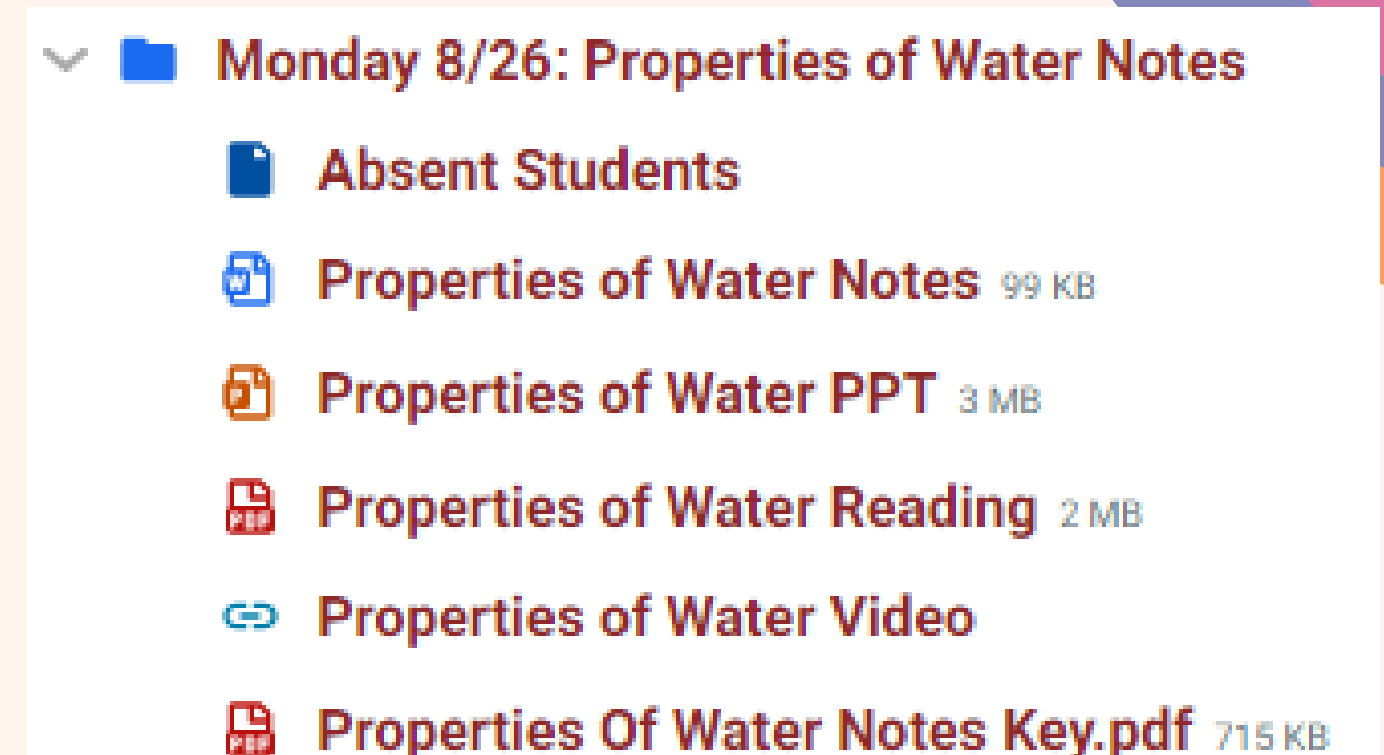 Monday 8/26: Properties of Water Notes
Absent Students
Properties of Water Notes 99 KB
Properties of Water PPT 3 MB
Properties of Water Reading 2 MB
Properties of Water Video
Properties Of Water Notes Key.pdf 715 KB